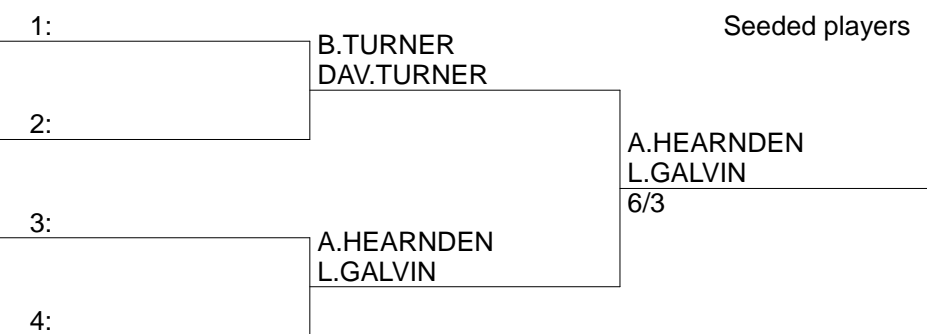 1:
Seeded players
B.TURNER
DAV.TURNER
2:
A.HEARNDEN
L.GALVIN
6/3
3:
A.HEARNDEN
L.GALVIN
4: